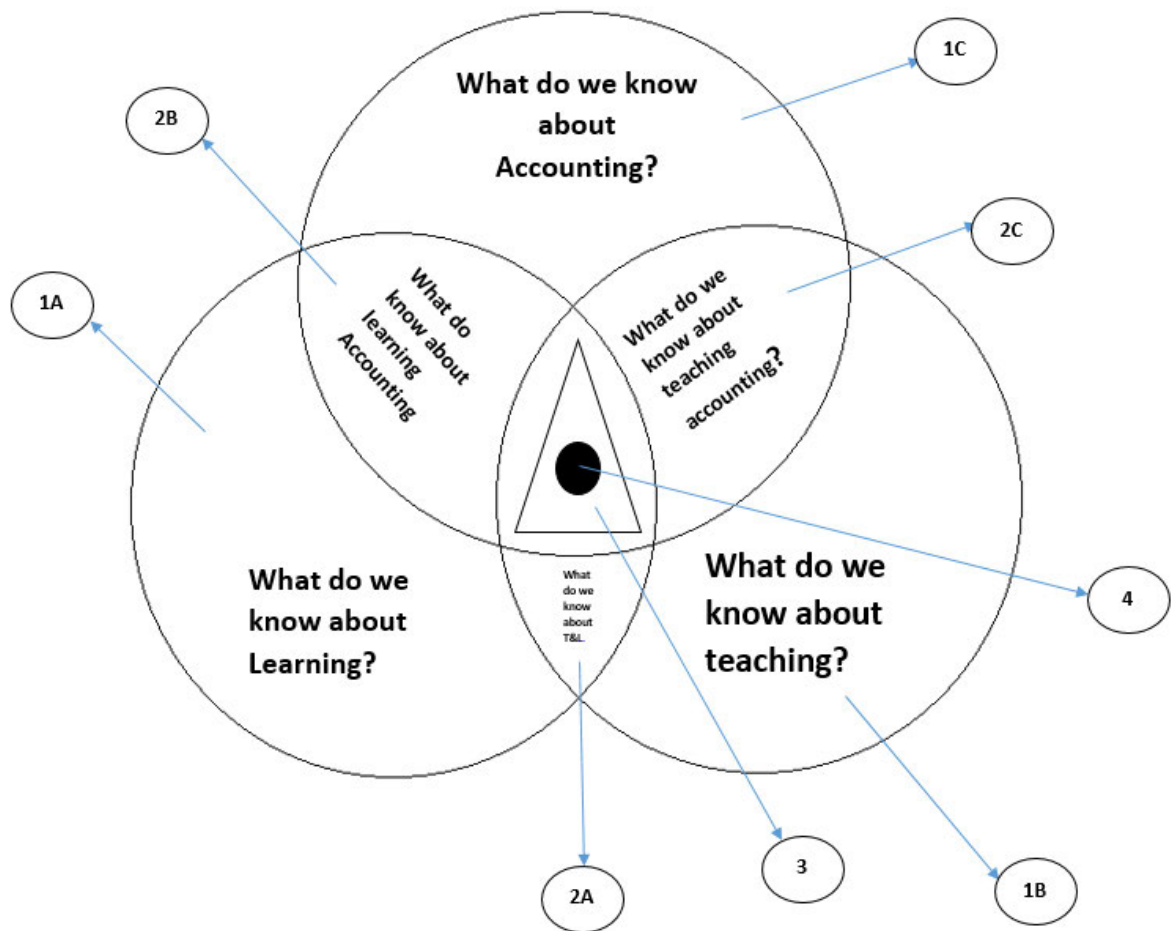 1C
What do we know
about
Accounting?
2B
2C
1A
What do
know about
learning
Accounting
What do we
know about
teaching
accounting?
4
What do we
know about
Learning?
What
do we
know
about
T&L.
What do we
know about
teaching?
3
2A
1B